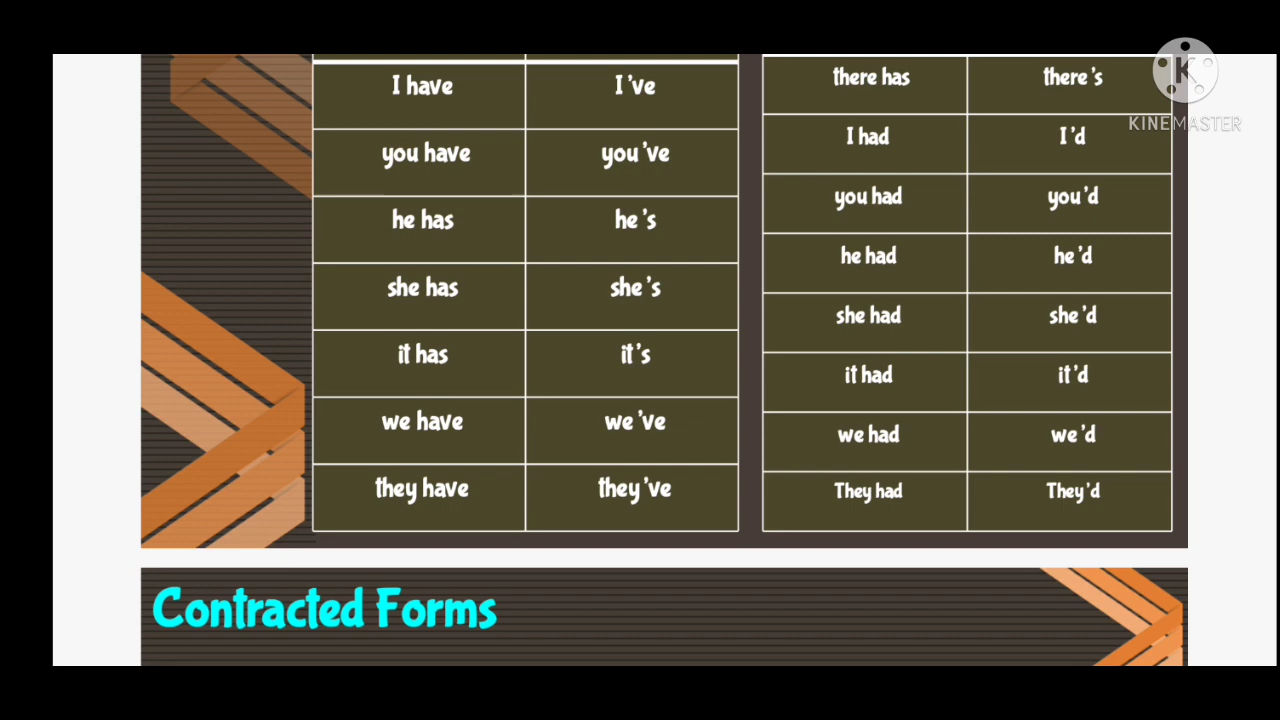 I have I 've
you have you 've
he has he 's
she has she 's
it has it 's
we have we 've
they have they 've
there has there 's
I had I 'd
you had you 'd
he had he 'd
she had she 'd
it had it 'd
we had we 'd
They had They 'd
Contracted Forms
K
KINEMASTER